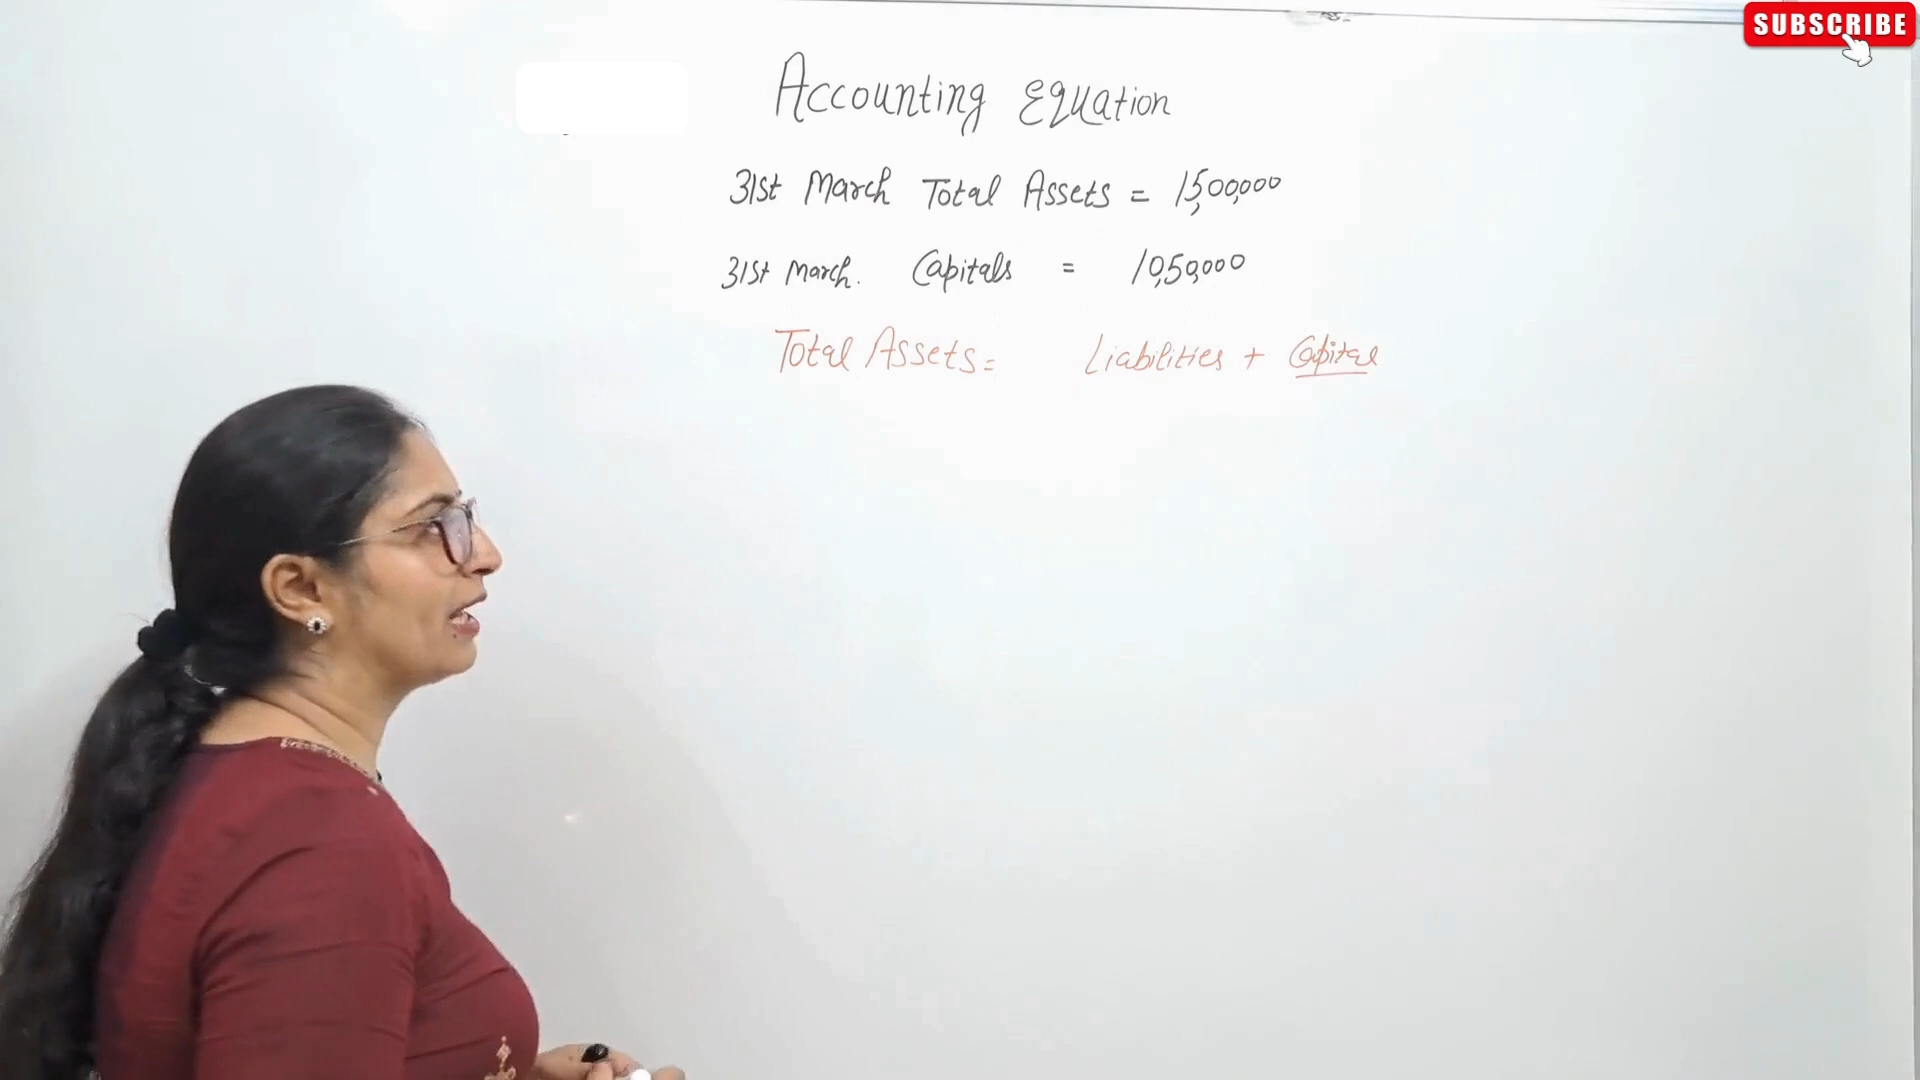 SUBSCRIBE
Accounting Equation
31st March Total Assets = 15,00,000
31st March. Capitals = 10,50,000
Total Assets = Liabilities + Capital